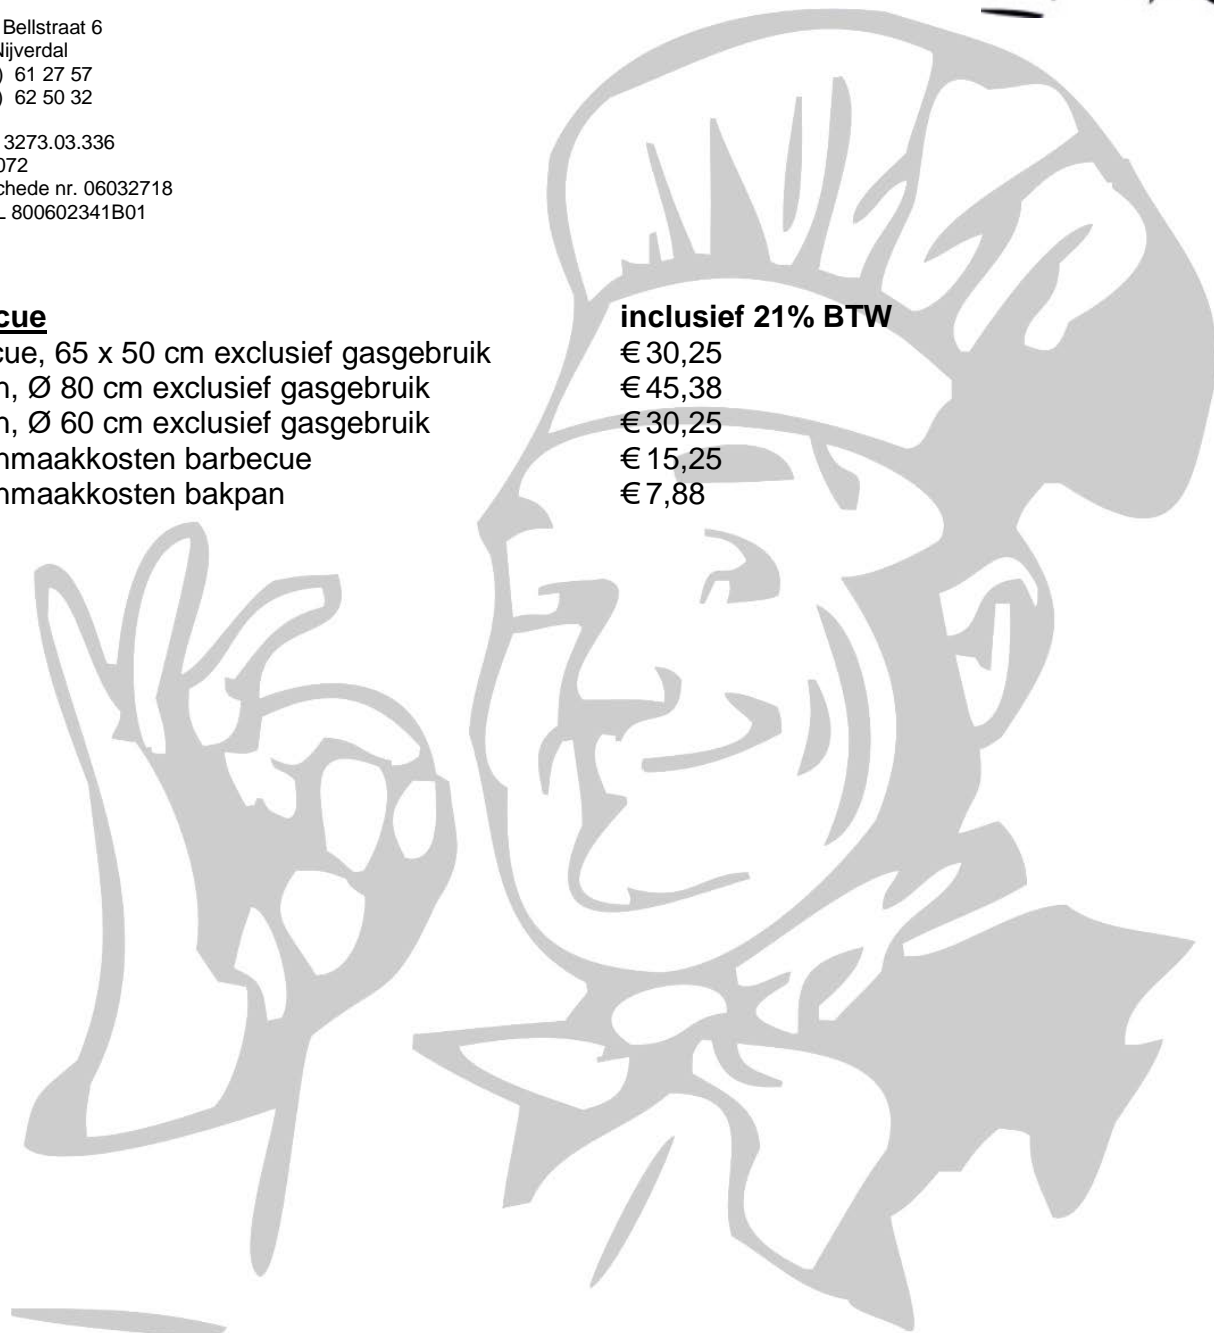 Bellstraat 6
Nijverdal
) 61 27 57
) 62 50 32
3273.03.336
072
chede nr. 06032718
L 800602341B01
cue inclusief 21% BTW
cue, 65 x 50 cm exclusief gasgebruik € 30,25
n, Ø 80 cm exclusief gasgebruik € 45,38
n, Ø 60 cm exclusief gasgebruik € 30,25
nmaakkosten barbecue € 15,25
nmaakkosten bakpan € 7,88